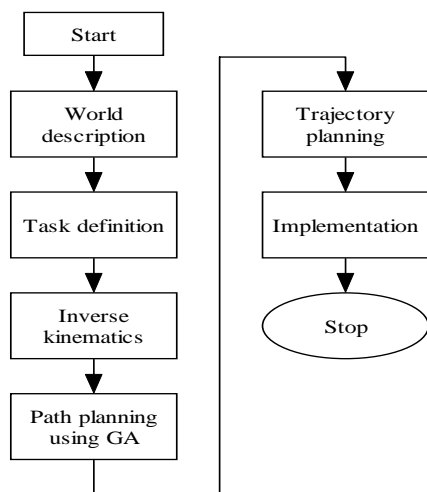 Start
World
description
Task definition
Inverse
kinematics
Path planning
using GA
Trajectory
planning
Implementation
Stop